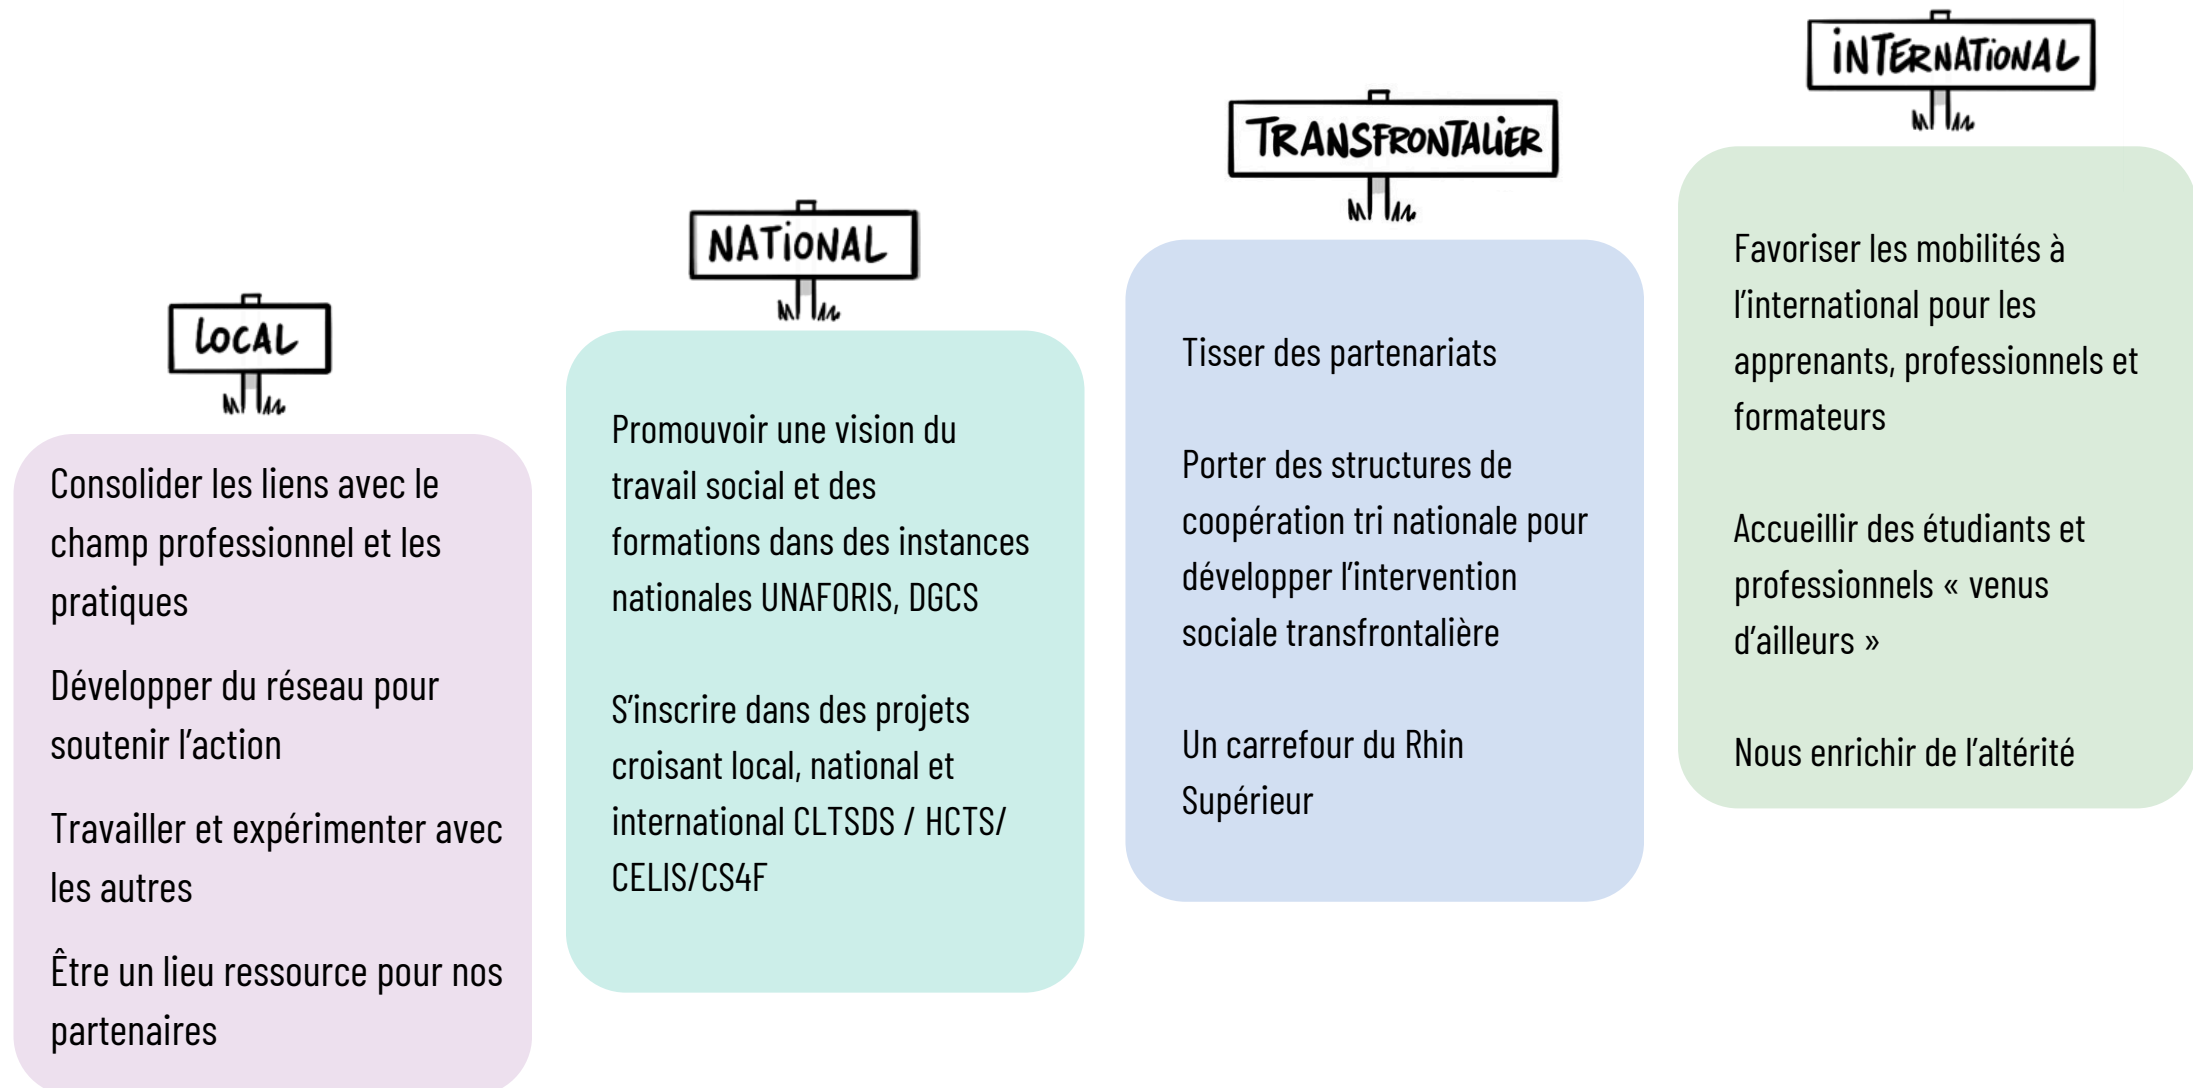 LOCAL
Consolider les liens avec le
champ professionnel et les
pratiques
Développer du réseau pour
soutenir l'action
Travailler et expérimenter avec
les autres
Être un lieu ressource pour nos
partenaires
NATIONAL
Promouvoir une vision du
travail social et des
formations dans des instances
nationales UNAFORIS, DGCS
S'inscrire dans des projets
croisant local, national et
international CLTSDS / HCTS/
CELIS/CS4F
TRANSFRONTALIER
Tisser des partenariats
Porter des structures de
coopération tri nationale pour
développer l'intervention
sociale transfrontalière
Un carrefour du Rhin
Supérieur
INTERNATIONAL
Favoriser les mobilités à
l'international pour les
apprenants, professionnels et
formateurs
Accueillir des étudiants et
professionnels « venus
d'ailleurs »
Nous enrichir de l'altérité